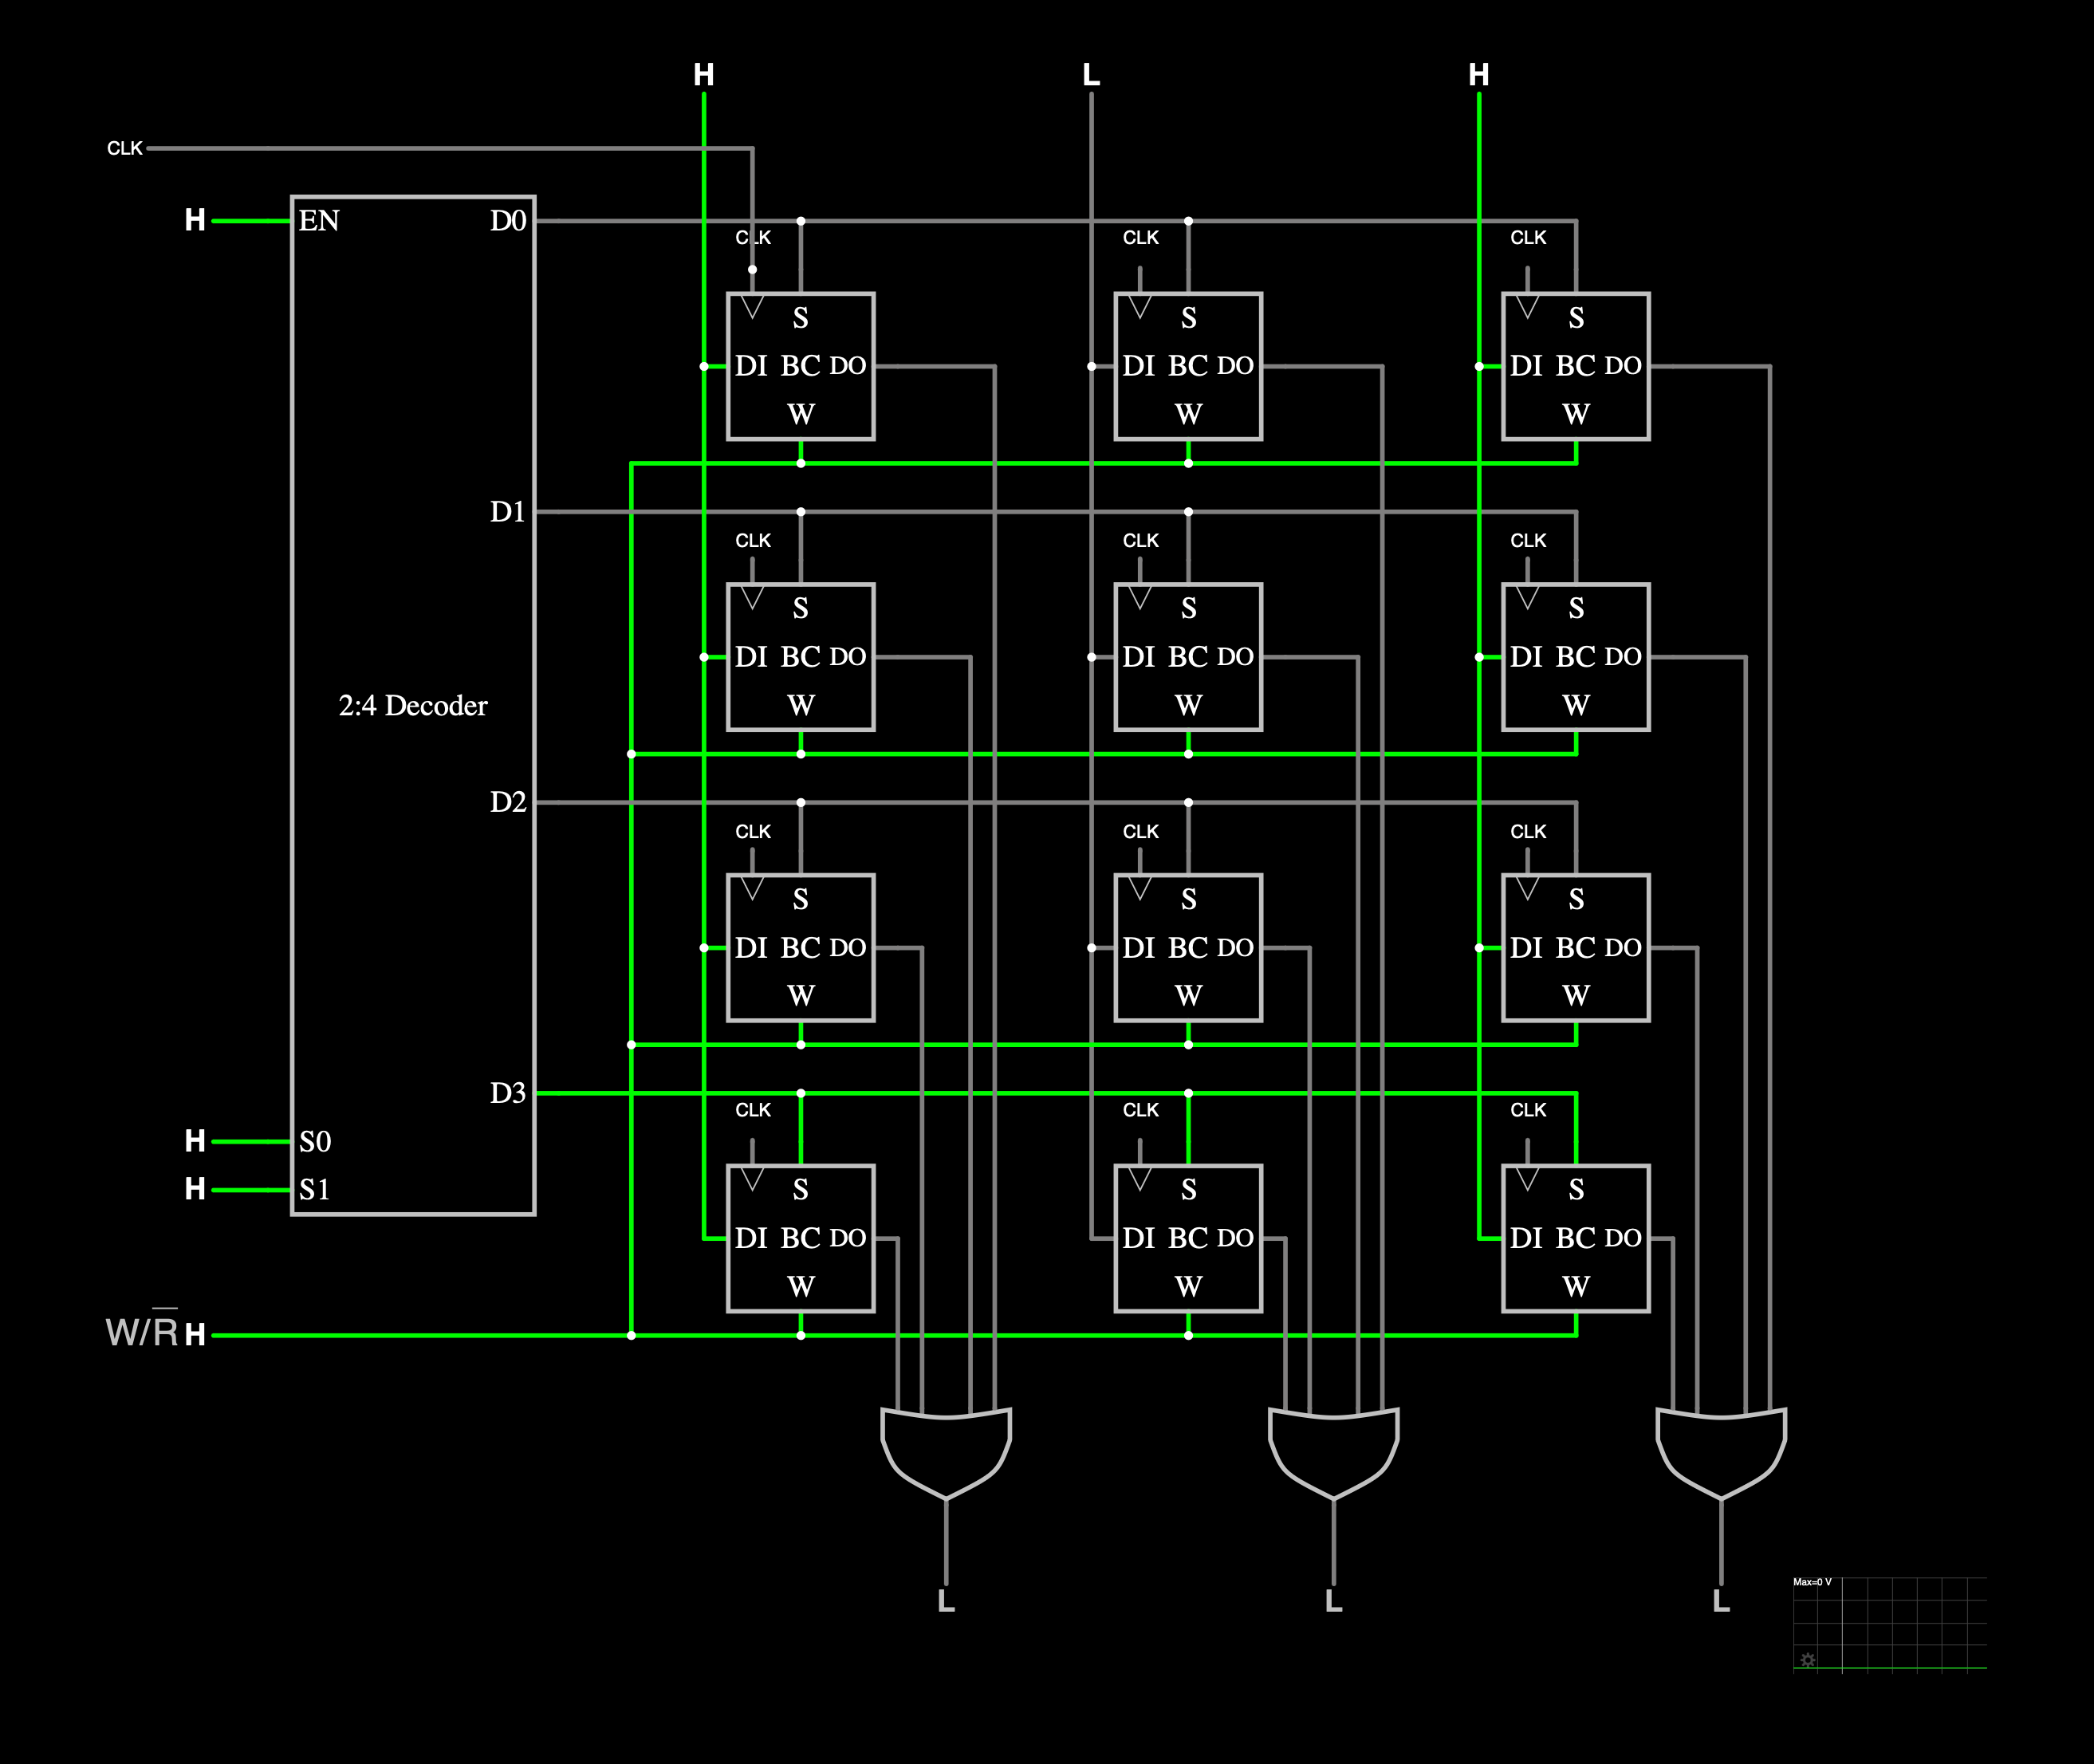 H L H
CLK
H EN D0
CLK CLK CLK
S S S
DI BC DO DI BC DO DI BC DO
W W W
D1
CLK CLK CLK
S S S
DI BC DO DI BC DO DI BC DO
W W W
2:4 Decoder
D2
CLK CLK CLK
S S S
DI BC DO DI BC DO DI BC DO
W W W
D3
CLK CLK CLK
H S0
H S1
S S S
DI BC DO DI BC DO DI BC DO
W W W
W/R̅ H
L L L
Max=0 V